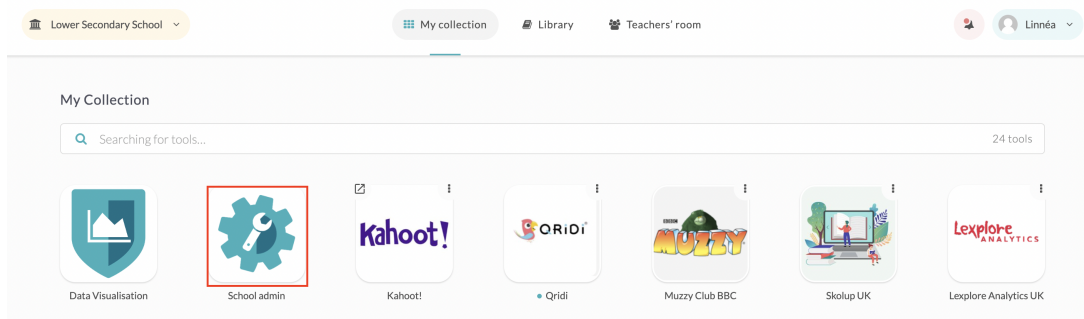 Lower Secondary School
My collection
Library
Teachers' room
Linnéa
My Collection
Searching for tools...
24 tools
Kahoot!
QRiDi
MUZZY
Lexplore
ANALYTICS
Data Visualisation
School admin
Kahoot!
Qridi
Muzzy Club BBC
Skolup UK
Lexplore Analytics UK